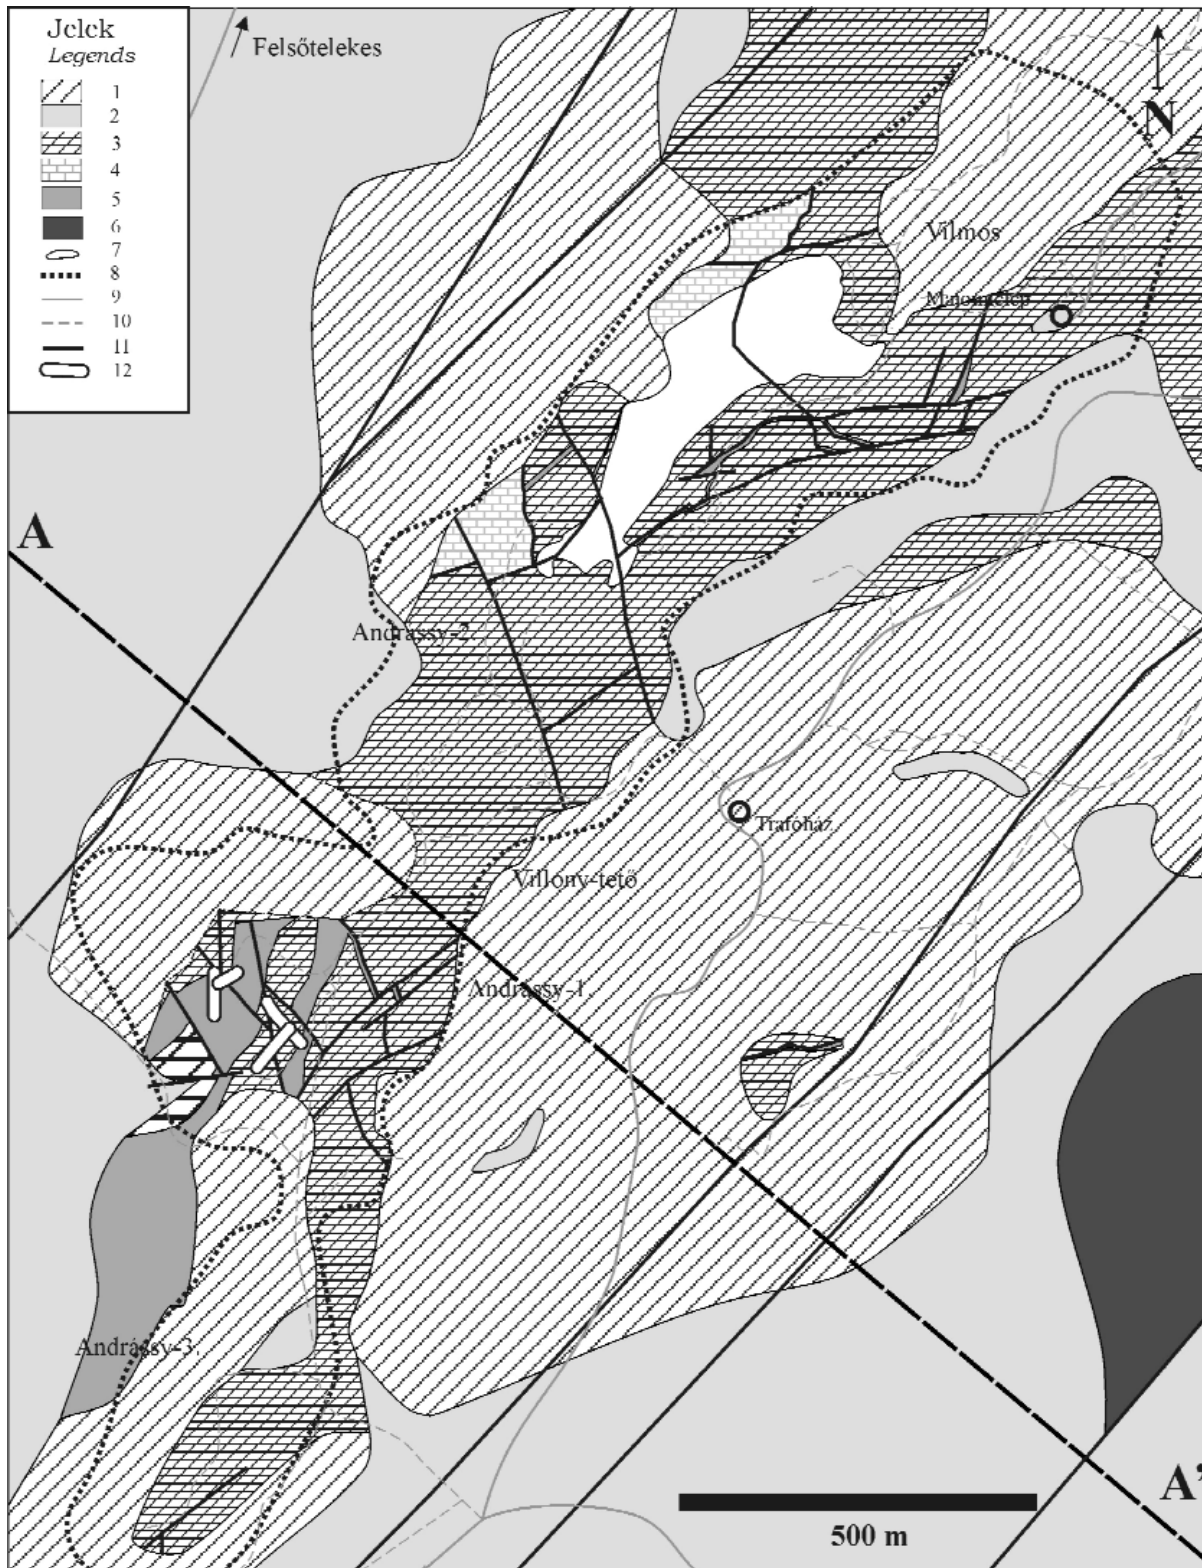 Jelek
Legends
1
2
3
4
5
6
7
8
9
10
11
12
Felsőtelekes
N
Vilmos
A
Andrássy-2.
Trafóház
Villony-tető
Andrássy-1.
Andrássy-3.
A'
500 m